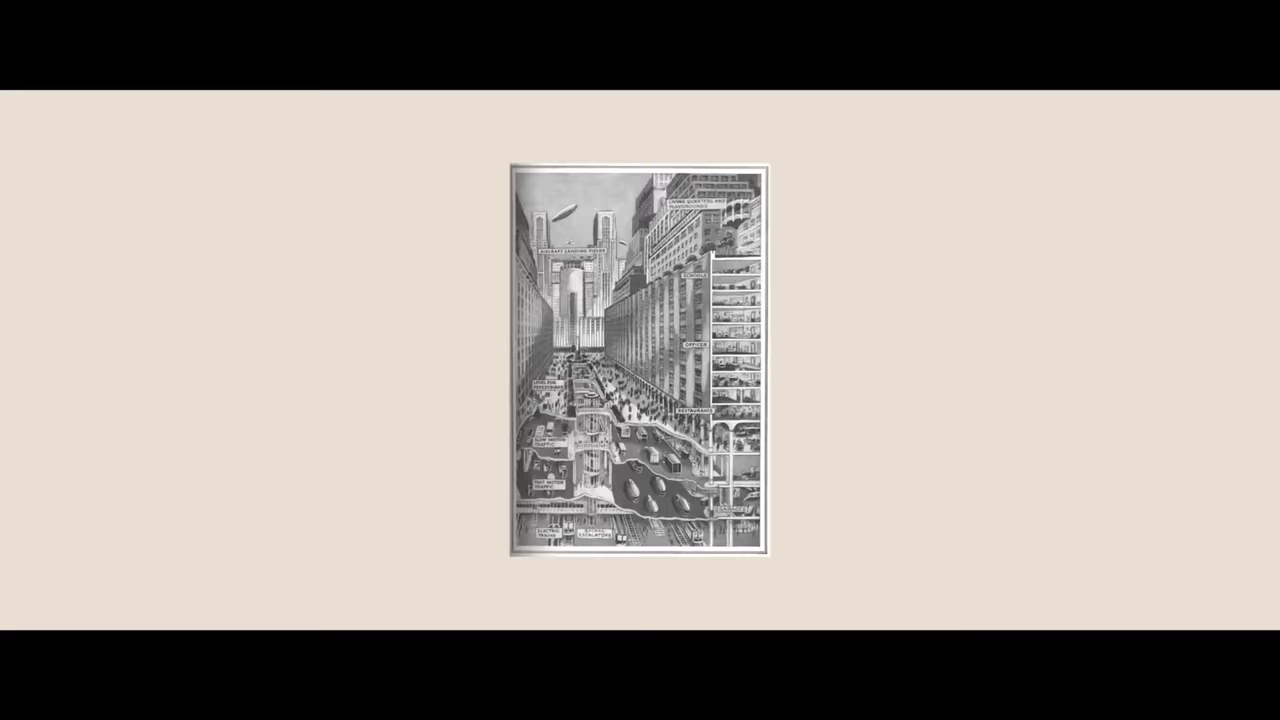 LIVING QUARTERS AND
PLAYGROUNDS
AIRCRAFT LANDING FIELDS
SCHOOLS
OFFICES
LEVEL FOR
PEDESTRIANS
RESTAURANTS
SLOW MOTOR
TRAFFIC
FAST MOTOR
TRAFFIC
ELECTRIC
TRAINS
ESCALATORS